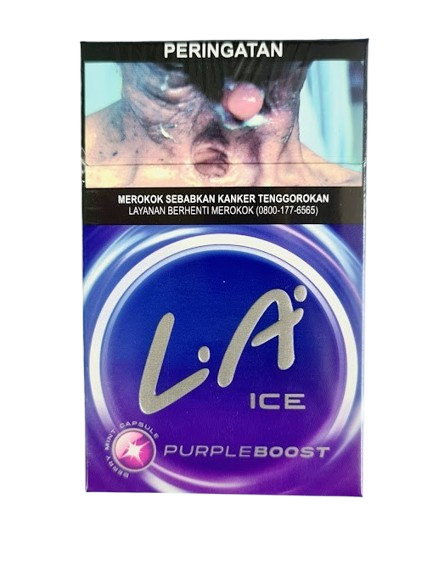 PERINGATAN
MEROKOK SEBABKAN KANKER TENGGOROKAN
LAYANAN BERHENTI MEROKOK (0800-177-6565)
L.A.
ICE
BERRY MINT CAPSULE
PURPLEBOOST